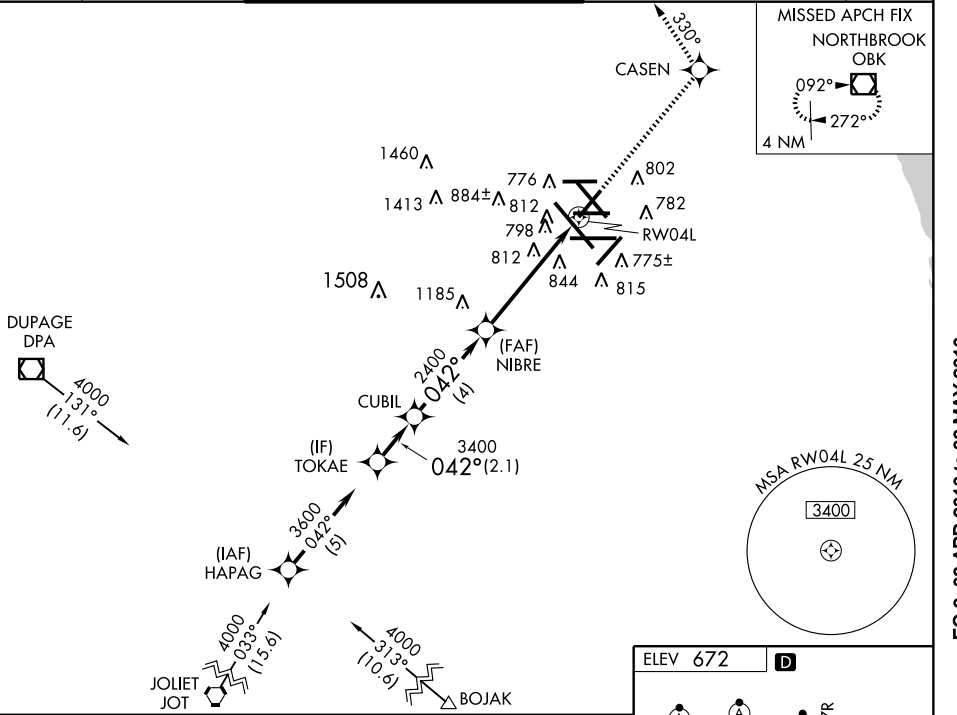 330°
CASEN
MISSED APCH FIX
NORTHBROOK
OBK
092°
272°
4 NM
1460
1413
884±
776
812
798
812
844
802
782
RW04L
775±
815
1508
1185
(FAF)
NIBRE
DUPAGE
DPA
4000
131°
(11.6)
2400
042°
(4)
CUBIL
(IF)
TOKAE
3400
042° (2.1)
3600
042°
(5)
(IAF)
HAPAG
4000
033°
(15.6)
JOLIET
JOT
4000
313°
(10.6)
BOJAK
MSA RW04L 25 NM
3400
ELEV 672
D
A